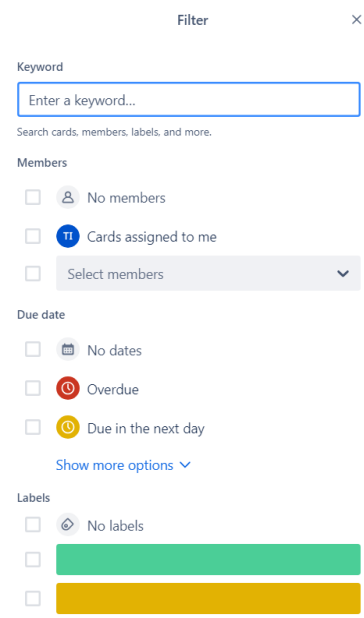 Filter
Keyword
Enter a keyword...
Search cards, members, labels, and more.
Members
No members
TI Cards assigned to me
Select members
Due date
No dates
Overdue
Due in the next day
Show more options
Labels
No labels